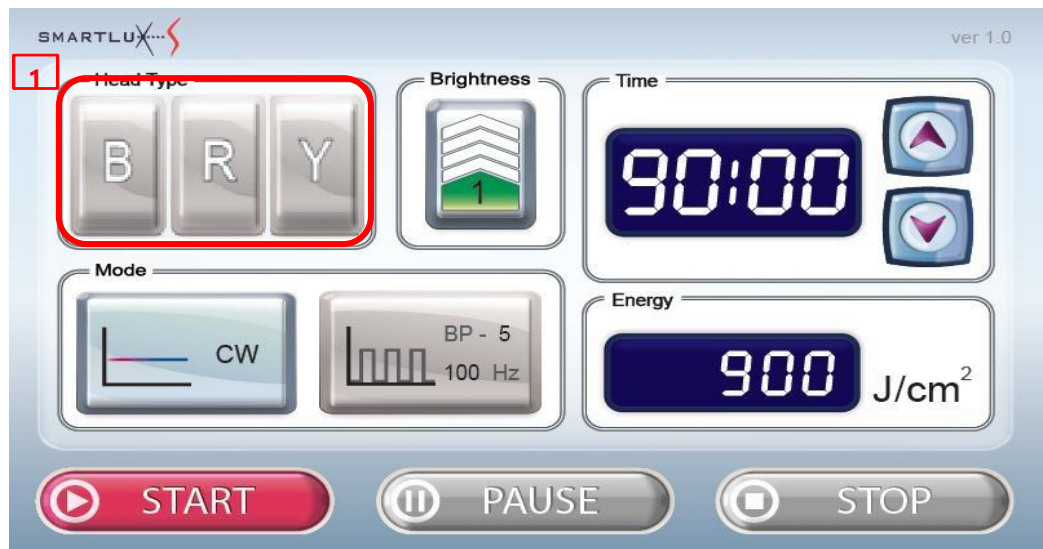 SMARTLUX S
ver 1.0
1
Head Type
B R Y
Brightness
1
Time
90:00
Mode
CW
BP - 5
100 Hz
Energy
900 J/cm²
START
PAUSE
STOP